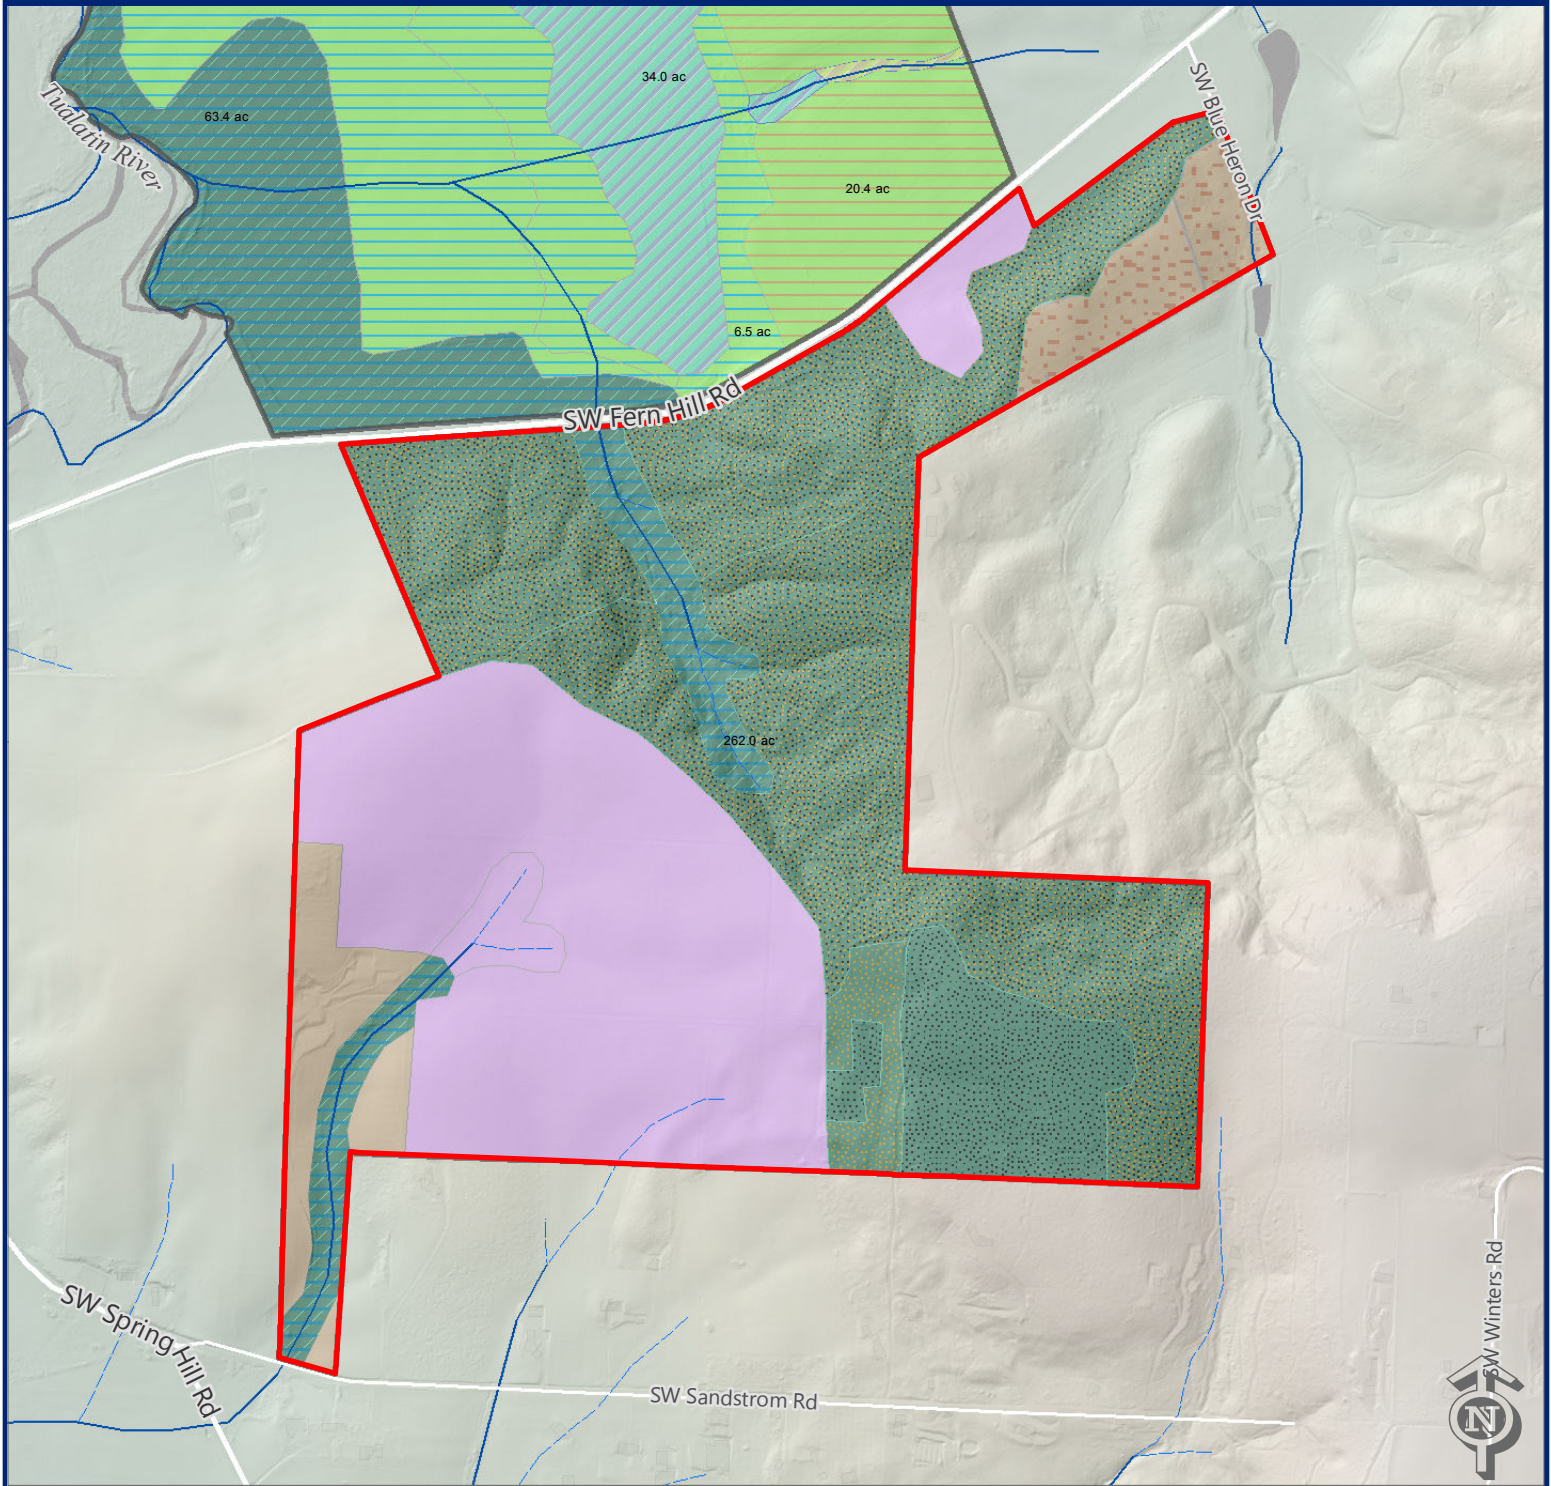 34.0 ac
63.4 ac
Tualatin River
SW Blue Heron Dr
20.4 ac
6.5 ac
SW Fern Hill Rd
262.0 ac
SW Spring Hill Rd
SW Sandstrom Rd
SW Winters Rd
N